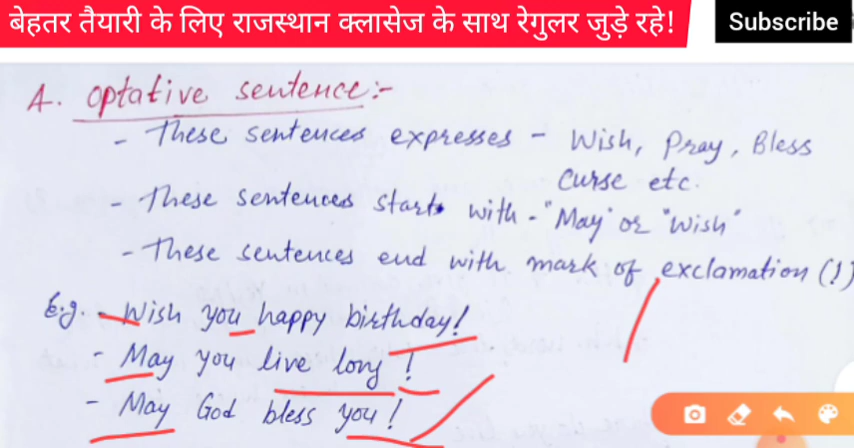 बेहतर तैयारी के लिए राजस्थान क्लासेज के साथ रेगुलर जुड़े रहे!
Subscribe
A. Optative sentence:-
- These sentences expresses - Wish, Pray, Bless
Curse etc.
- These sentences start with - "May" or "Wish"
- These sentences end with mark of exclamation (!)
E.g. - Wish you happy birthday!
- May you live long!
- May God bless you!